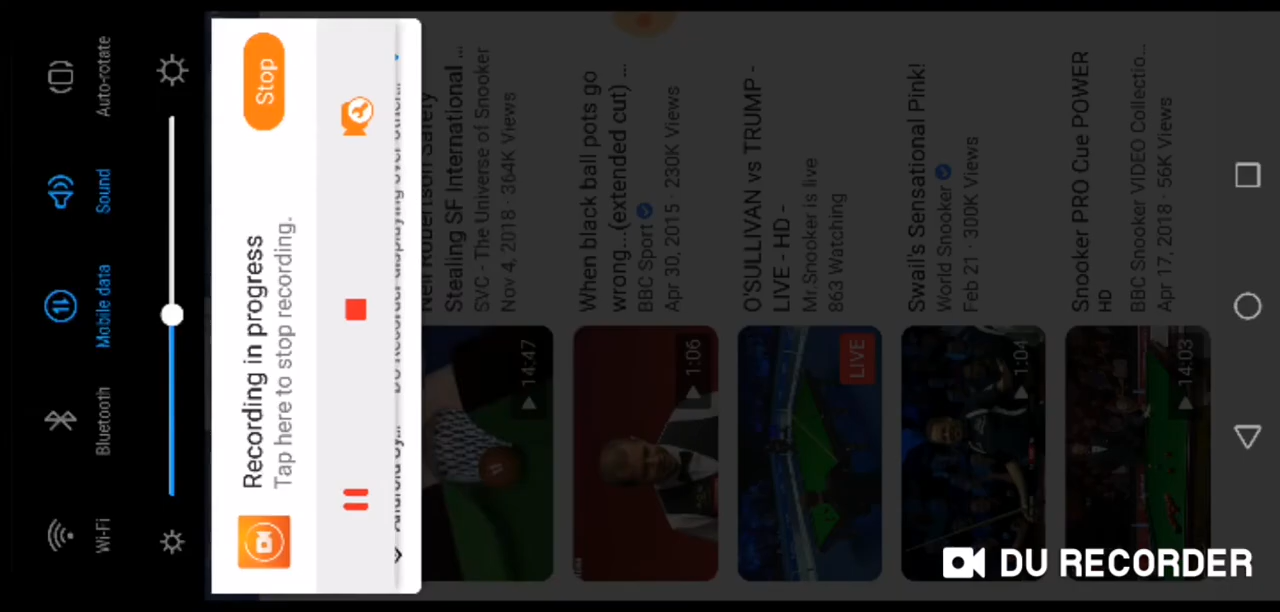 Wi-Fi
Bluetooth
Mobile data
Sound
Auto-rotate
Recording in progress
Tap here to stop recording.
Stop
Neil Robertson Safety
Stealing SF International ...
SVC - The Universe of Snooker
Nov 4, 2018 · 364K Views
14:47
When black ball pots go
wrong...(extended cut) ...
BBC Sport
Apr 30, 2015 · 230K Views
1:06
O'SULLIVAN vs TRUMP -
LIVE - HD -
Mr.Snooker is live
863 Watching
LIVE
Swail's Sensational Pink!
World Snooker
Feb 21 · 300K Views
1:04
Snooker PRO Cue POWER
HD
BBC Snooker VIDEO Collectio...
Apr 17, 2018 · 56K Views
14:03
DU RECORDER